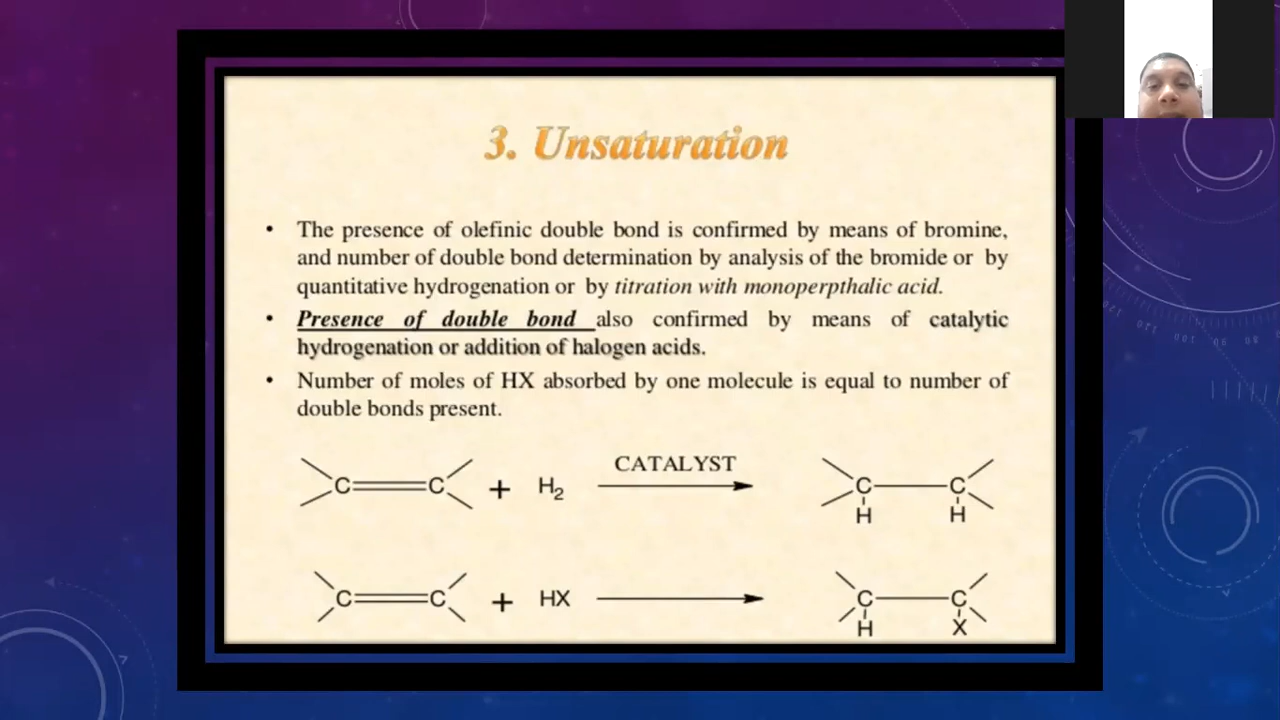 3. Unsaturation
• The presence of olefinic double bond is confirmed by means of bromine,
and number of double bond determination by analysis of the bromide or by
quantitative hydrogenation or by titration with monoperpthalic acid.
• Presence of double bond also confirmed by means of catalytic
hydrogenation or addition of halogen acids.
• Number of moles of HX absorbed by one molecule is equal to number of
double bonds present.
CATALYST
C C + H2 C C
H H
C C + HX C C
H X